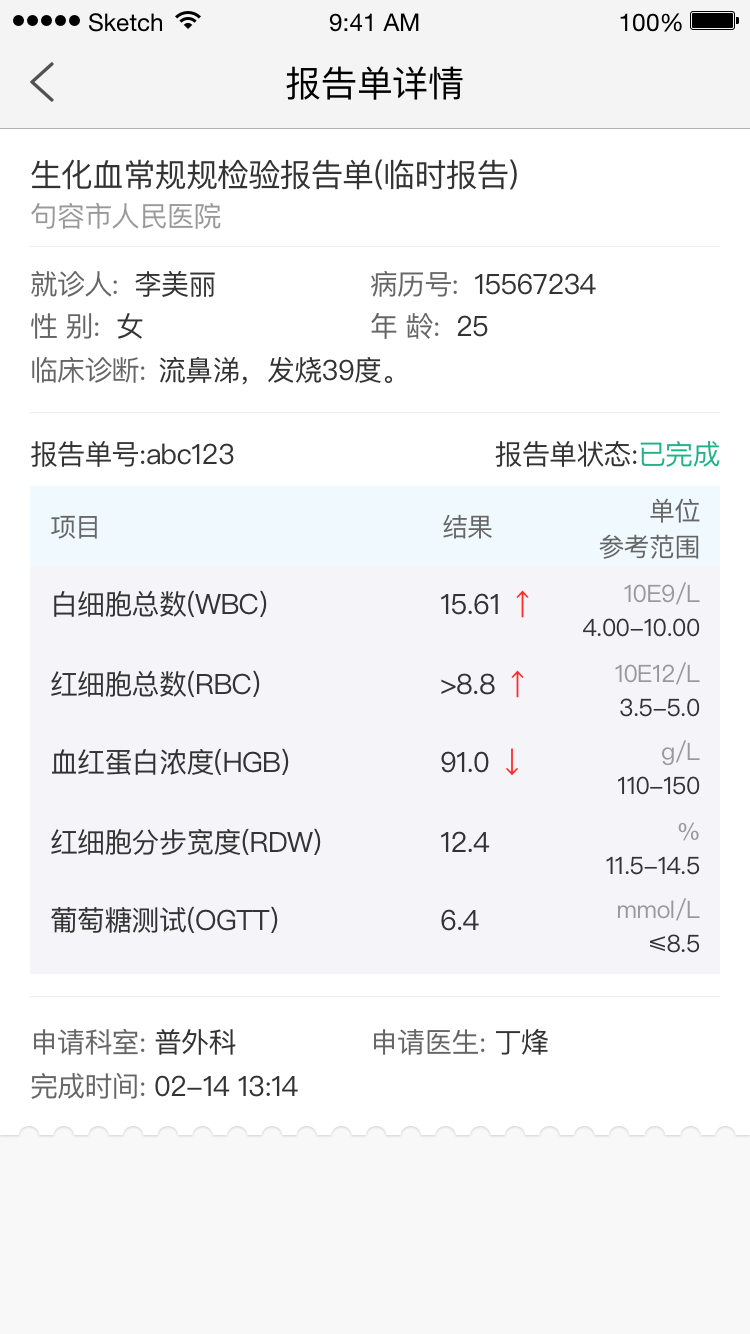 Sketch 9:41 AM 100%
报告单详情
生化血常规规检验报告单(临时报告)
句容市人民医院
就诊人: 李美丽 病历号: 15567234
性 别: 女 年 龄: 25
临床诊断: 流鼻涕，发烧39度。
报告单号:abc123 报告单状态:已完成
项目 结果 单位
参考范围
白细胞总数(WBC) 15.61 ↑ 10E9/L
4.00–10.00
红细胞总数(RBC) >8.8 ↑ 10E12/L
3.5–5.0
血红蛋白浓度(HGB) 91.0 ↓ g/L
110–150
红细胞分步宽度(RDW) 12.4 %
11.5–14.5
葡萄糖测试(OGTT) 6.4 mmol/L
≤8.5
申请科室: 普外科 申请医生: 丁烽
完成时间: 02–14 13:14